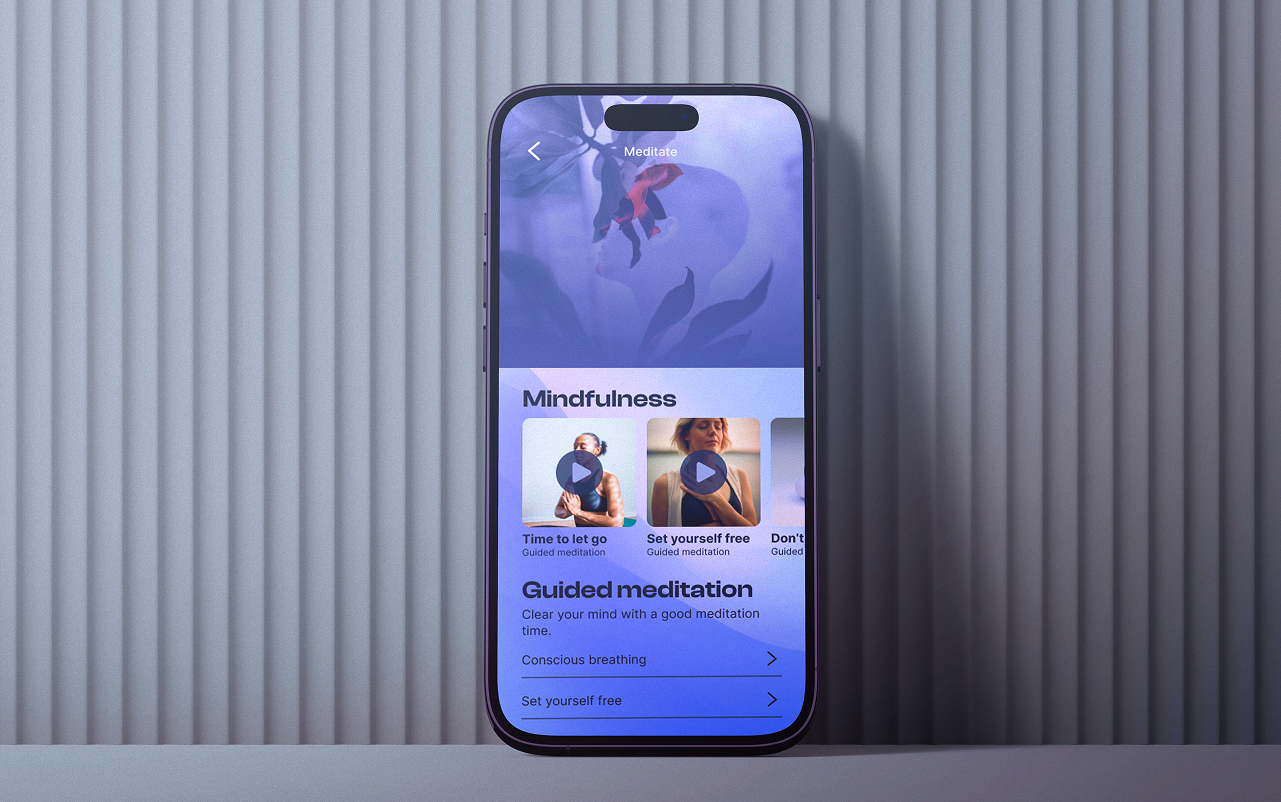 Meditate
Mindfulness
Time to let go
Guided meditation
Set yourself free
Guided meditation
Don't
Guided
Guided meditation
Clear your mind with a good meditation
time.
Conscious breathing
Set yourself free